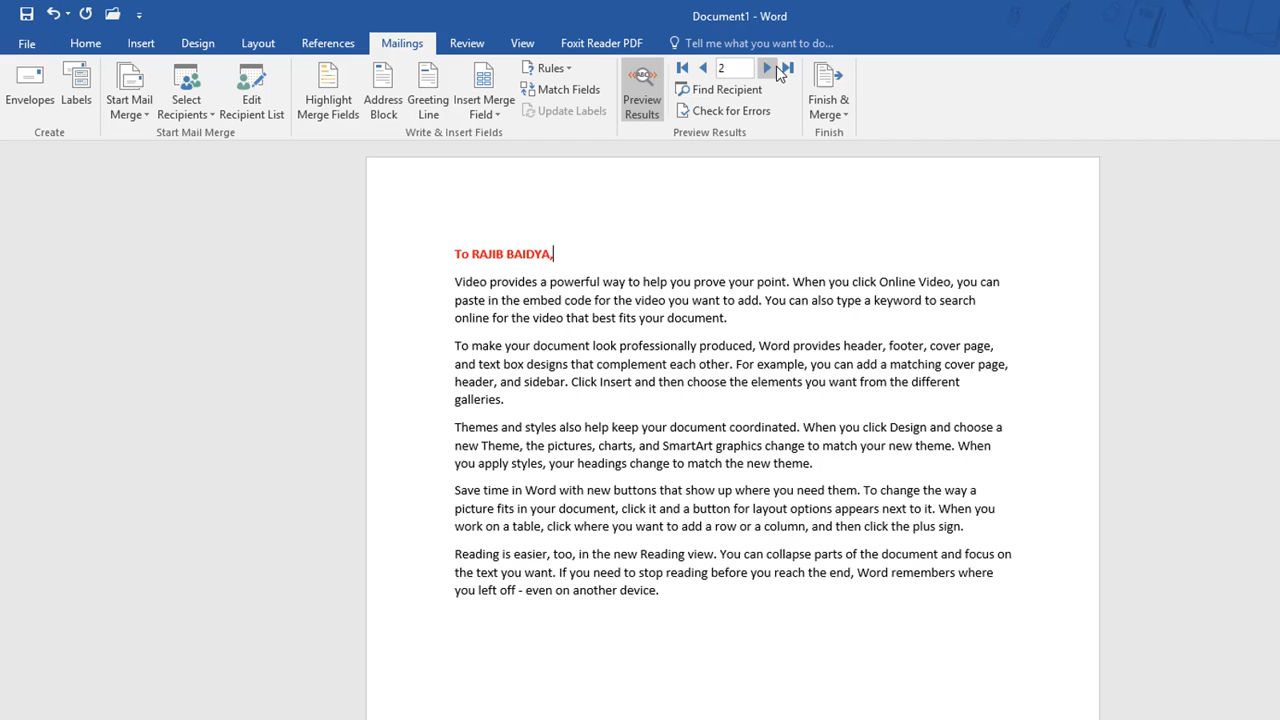 Document1 - Word
File Home Insert Design Layout References Mailings Review View Foxit Reader PDF Tell me what you want to do...
Envelopes
Labels
Create
Start Mail
Merge
Select
Recipients
Edit
Recipient List
Start Mail Merge
Highlight
Merge Fields
Address
Block
Greeting
Line
Insert Merge
Field
Rules
Match Fields
Update Labels
Write & Insert Fields
ABC
Preview
Results
2
Find Recipient
Check for Errors
Preview Results
Finish &
Merge
Finish
To RAJIB BAIDYA,
Video provides a powerful way to help you prove your point. When you click Online Video, you can
paste in the embed code for the video you want to add. You can also type a keyword to search
online for the video that best fits your document.
To make your document look professionally produced, Word provides header, footer, cover page,
and text box designs that complement each other. For example, you can add a matching cover page,
header, and sidebar. Click Insert and then choose the elements you want from the different
galleries.
Themes and styles also help keep your document coordinated. When you click Design and choose a
new Theme, the pictures, charts, and SmartArt graphics change to match your new theme. When
you apply styles, your headings change to match the new theme.
Save time in Word with new buttons that show up where you need them. To change the way a
picture fits in your document, click it and a button for layout options appears next to it. When you
work on a table, click where you want to add a row or a column, and then click the plus sign.
Reading is easier, too, in the new Reading view. You can collapse parts of the document and focus on
the text you want. If you need to stop reading before you reach the end, Word remembers where
you left off - even on another device.